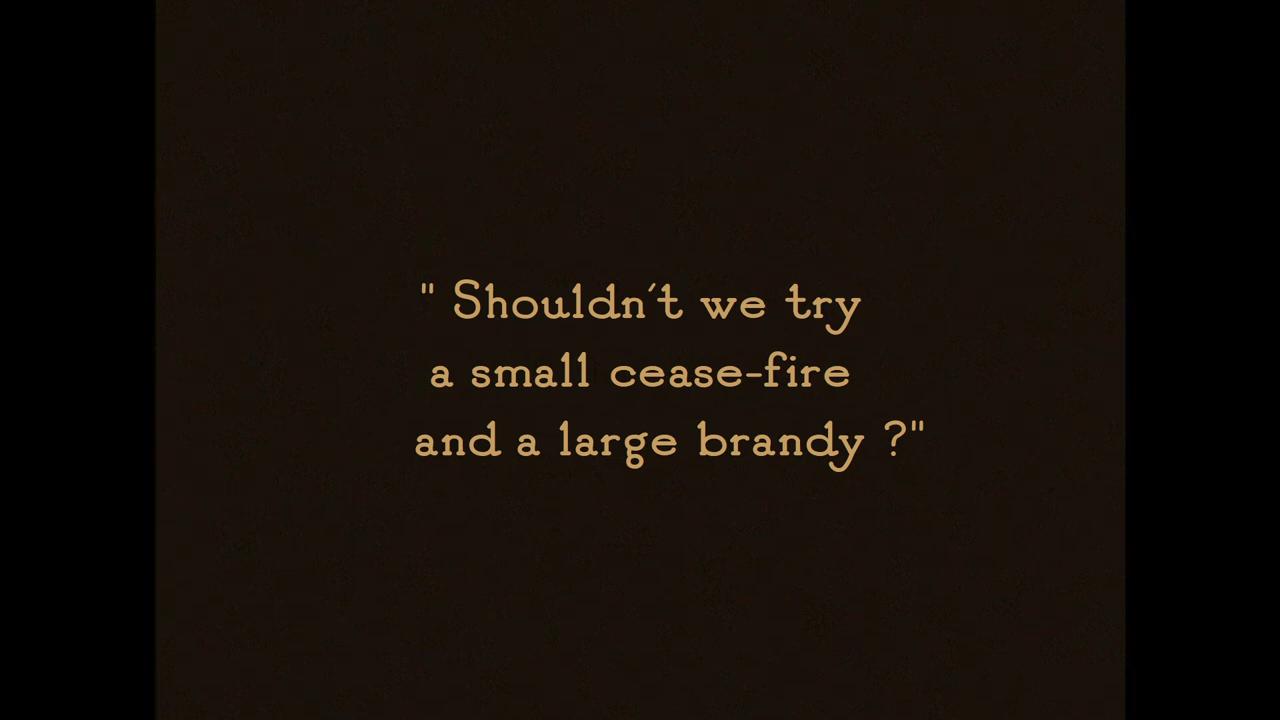 " Shouldn´t we try
a small cease-fire
and a large brandy ?"